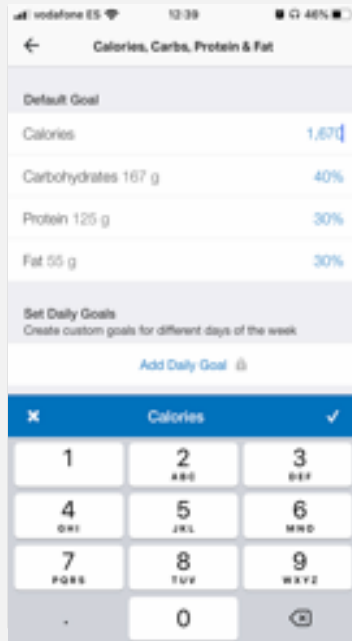 vodafone ES 12:39 46%
Calories, Carbs, Protein & Fat
Default Goal
Calories 1,670
Carbohydrates 167 g 40%
Protein 125 g 30%
Fat 55 g 30%
Set Daily Goals
Create custom goals for different days of the week
Add Daily Goal
Calories
1 2 3
ABC DEF
4 5 6
GHI JKL MNO
7 8 9
PQRS TUV WXYZ
. 0